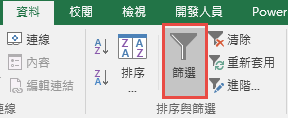 資料 校閱 檢視 開發人員 Power
連線
內容
編輯連結
連線
A
Z
Z
A
Z A
A Z
排序
...
篩選
清除
重新套用
進階...
排序與篩選